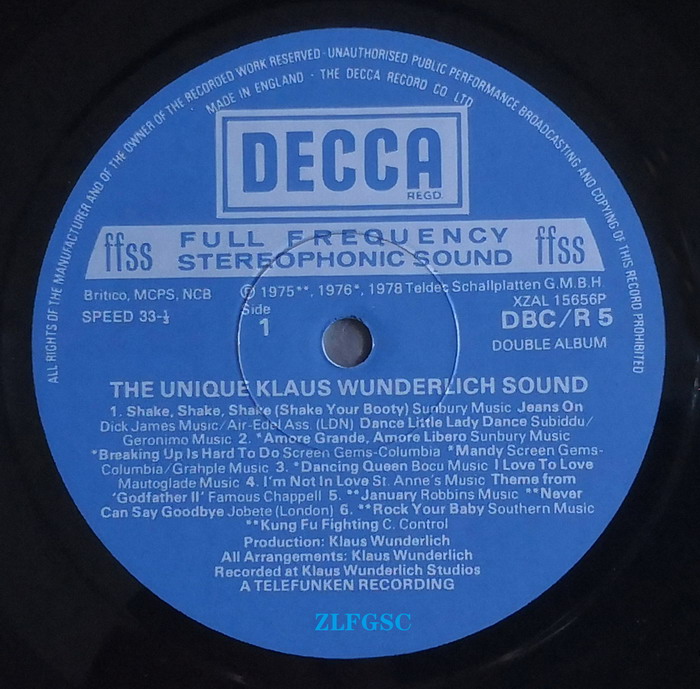 ALL RIGHTS OF THE MANUFACTURER AND OF THE OWNER OF THE RECORDED WORK RESERVED · UNAUTHORISED PUBLIC PERFORMANCE BROADCASTING AND COPYING OF THIS RECORD PROHIBITED
MADE IN ENGLAND · THE DECCA RECORD CO LTD
DECCA
REGD.
ffss FULL FREQUENCY ffss
STEREOPHONIC SOUND
Britico, MCPS, NCB ℗ 1975**, 1976*, 1978 Teldec Schallplatten G.M.B.H.
XZAL 15656P
SPEED 33-⅓ Side 1 DBC/R 5
DOUBLE ALBUM
THE UNIQUE KLAUS WUNDERLICH SOUND
1. Shake, Shake, Shake (Shake Your Booty) Sunbury Music Jeans On
Dick James Music/Air-Edel Ass. (LDN) Dance Little Lady Dance Subiddu/
Geronimo Music 2. *Amore Grande, Amore Libero Sunbury Music
*Breaking Up Is Hard To Do Screen Gems-Columbia *Mandy Screen Gems-
Columbia/Grahple Music 3. *Dancing Queen Bocu Music I Love To Love
Mautoglade Music 4. I'm Not In Love St. Anne's Music Theme from
'Godfather II' Famous Chappell 5. **January Robbins Music **Never
Can Say Goodbye Jobete (London) 6. **Rock Your Baby Southern Music
**Kung Fu Fighting C. Control
Production: Klaus Wunderlich
All Arrangements: Klaus Wunderlich
Recorded at Klaus Wunderlich Studios
A TELEFUNKEN RECORDING
ZLFGSC